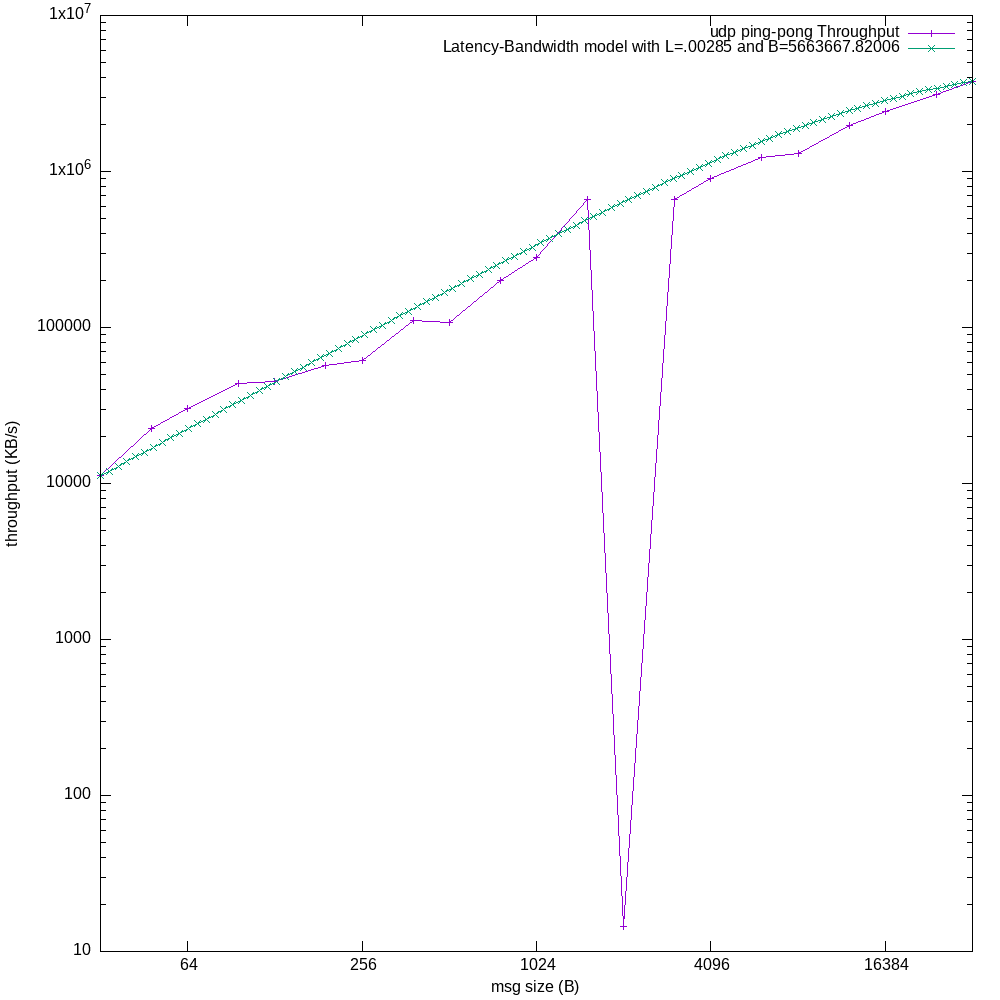 1x10^7
udp ping-pong Throughput
Latency-Bandwidth model with L=.00285 and B=5663667.82006
1x10^6
100000
10000
1000
100
10
throughput (KB/s)
64 256 1024 4096 16384
msg size (B)